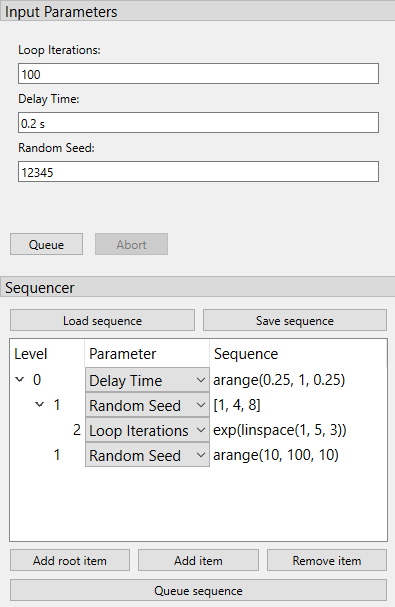 Input Parameters
Loop Iterations:
100
Delay Time:
0.2 s
Random Seed:
12345
Queue Abort
Sequencer
Load sequence Save sequence
Level Parameter Sequence
0 Delay Time arange(0.25, 1, 0.25)
1 Random Seed [1, 4, 8]
2 Loop Iterations exp(linspace(1, 5, 3))
1 Random Seed arange(10, 100, 10)
Add root item Add item Remove item
Queue sequence